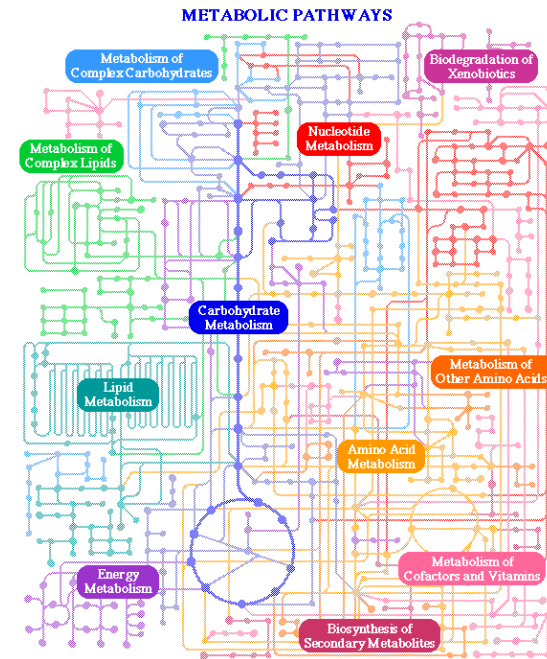 METABOLIC PATHWAYS
Metabolism of
Complex Carbohydrates
Biodegradation of
Xenobiotics
Nucleotide
Metabolism
Metabolism of
Complex Lipids
Carbohydrate
Metabolism
Metabolism of
Other Amino Acids
Lipid
Metabolism
Amino Acid
Metabolism
Metabolism of
Cofactors and Vitamins
Energy
Metabolism
Biosynthesis of
Secondary Metabolites